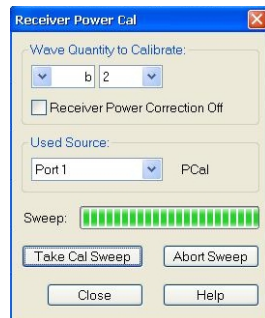 Receiver Power Cal
Wave Quantity to Calibrate:
b 2
Receiver Power Correction Off
Used Source:
Port 1 PCal
Sweep:
Take Cal Sweep Abort Sweep
Close Help